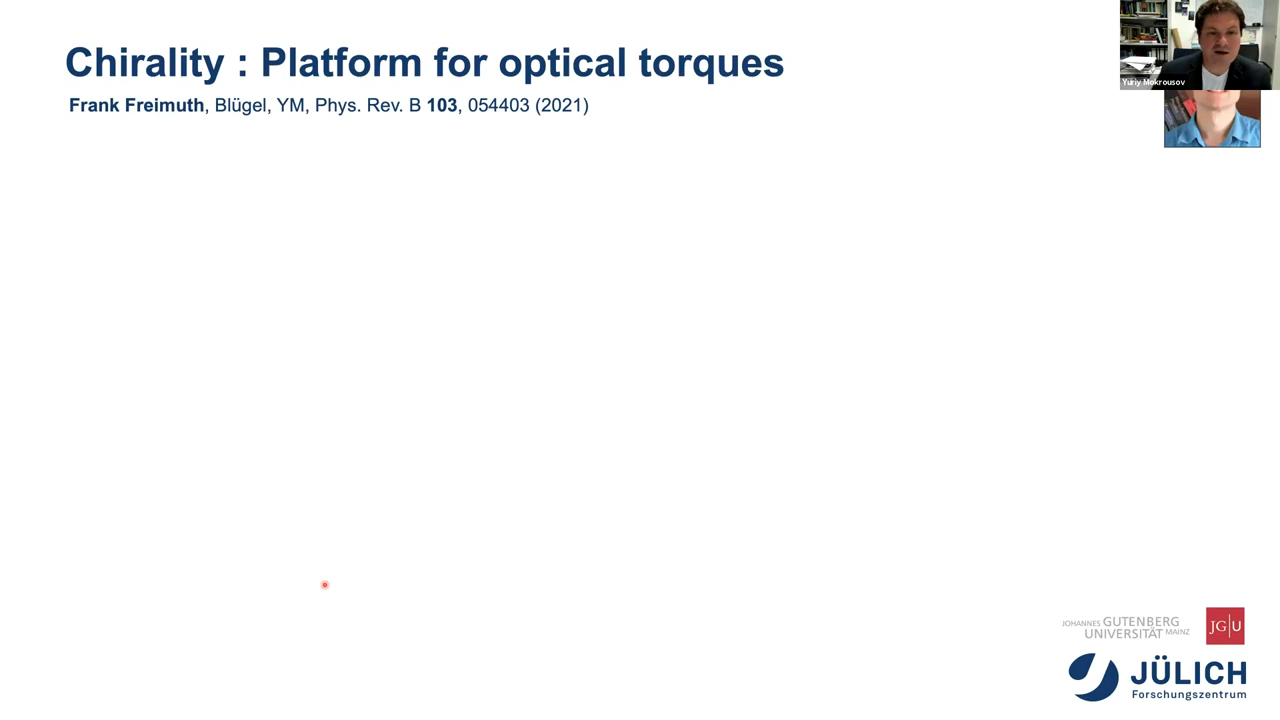 Chirality : Platform for optical torques
Frank Freimuth, Blügel, YM, Phys. Rev. B 103, 054403 (2021)
Yuriy Mokrousov
JOHANNES GUTENBERG
UNIVERSITÄT MAINZ
JG|U
JÜLICH
Forschungszentrum